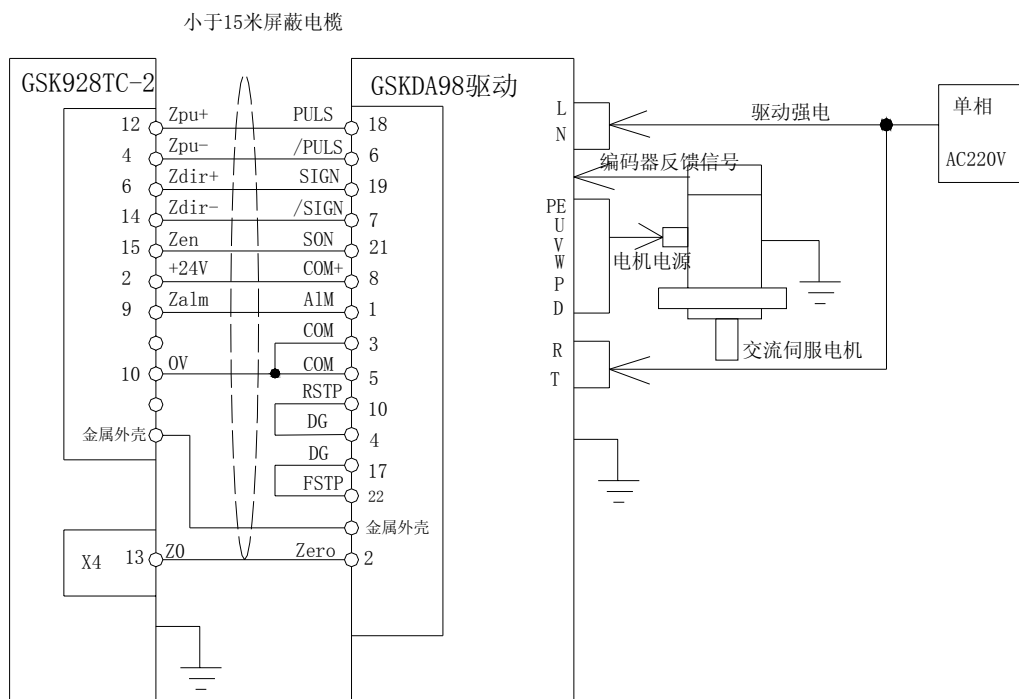 小于15米屏蔽电榄
GSK928TC-2
GSKDA98驱动
单相
AC220V
驱动强电
编码器反馈信号
电机电源
交流伺服电机
L
N
PE
U
V
W
P
D
R
T
12 Zpu+ PULS 18
4 Zpu- /PULS 6
6 Zdir+ SIGN 19
14 Zdir- /SIGN 7
15 Zen SON 21
2 +24V COM+ 8
9 Zalm AlM 1
COM 3
10 0V COM 5
RSTP 10
DG 4
DG 17
FSTP 22
金属外壳 金属外壳
X4 13 Z0 Zero 2